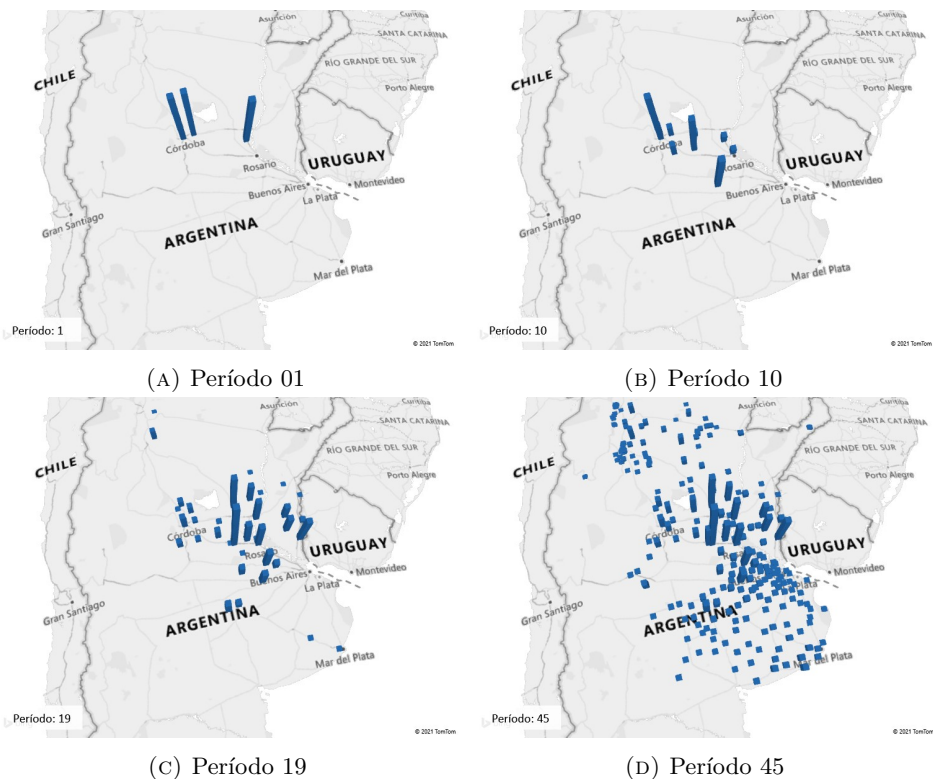 Asunción
Curitiba
SANTA CATARINA
RÍO GRANDE DEL SUR
CHILE
Porto Alegre
Córdoba
Rosario
URUGUAY
Buenos Aires
Montevideo
La Plata
Gran Santiago
ARGENTINA
Mar del Plata
Período: 1
© 2021 TomTom
(A) Período 01
Asunción
Curitiba
SANTA CATARINA
RÍO GRANDE DEL SUR
CHILE
Porto Alegre
Córdoba
Rosario
URUGUAY
Buenos Aires
Montevideo
La Plata
Gran Santiago
ARGENTINA
Mar del Plata
Período: 10
© 2021 TomTom
(B) Período 10
Asunción
Curitiba
SANTA CATARINA
RÍO GRANDE DEL SUR
CHILE
Porto Alegre
Córdoba
Rosario
URUGUAY
Buenos Aires
Montevideo
La Plata
Gran Santiago
ARGENTINA
Mar del Plata
Período: 19
© 2021 TomTom
(C) Período 19
Asunción
Curitiba
SANTA CATARINA
RÍO GRANDE DEL SUR
CHILE
Porto Alegre
Córdoba
URUGUAY
Montevideo
Gran Santiago
ARGENTINA
Mar del Plata
Período: 45
© 2021 TomTom
(D) Período 45